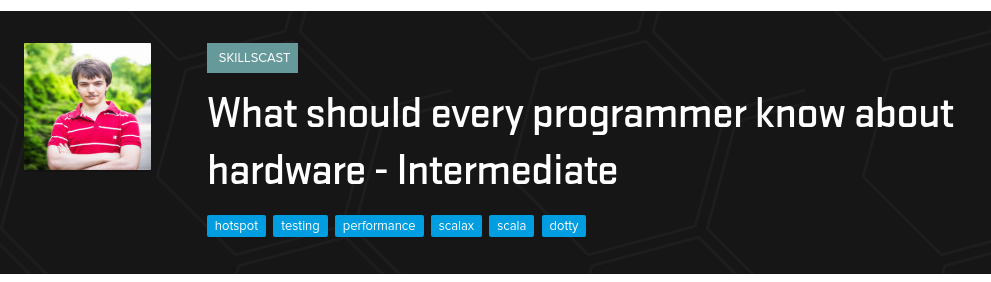 SKILLSCAST
What should every programmer know about
hardware - Intermediate
hotspot testing performance scalax scala dotty